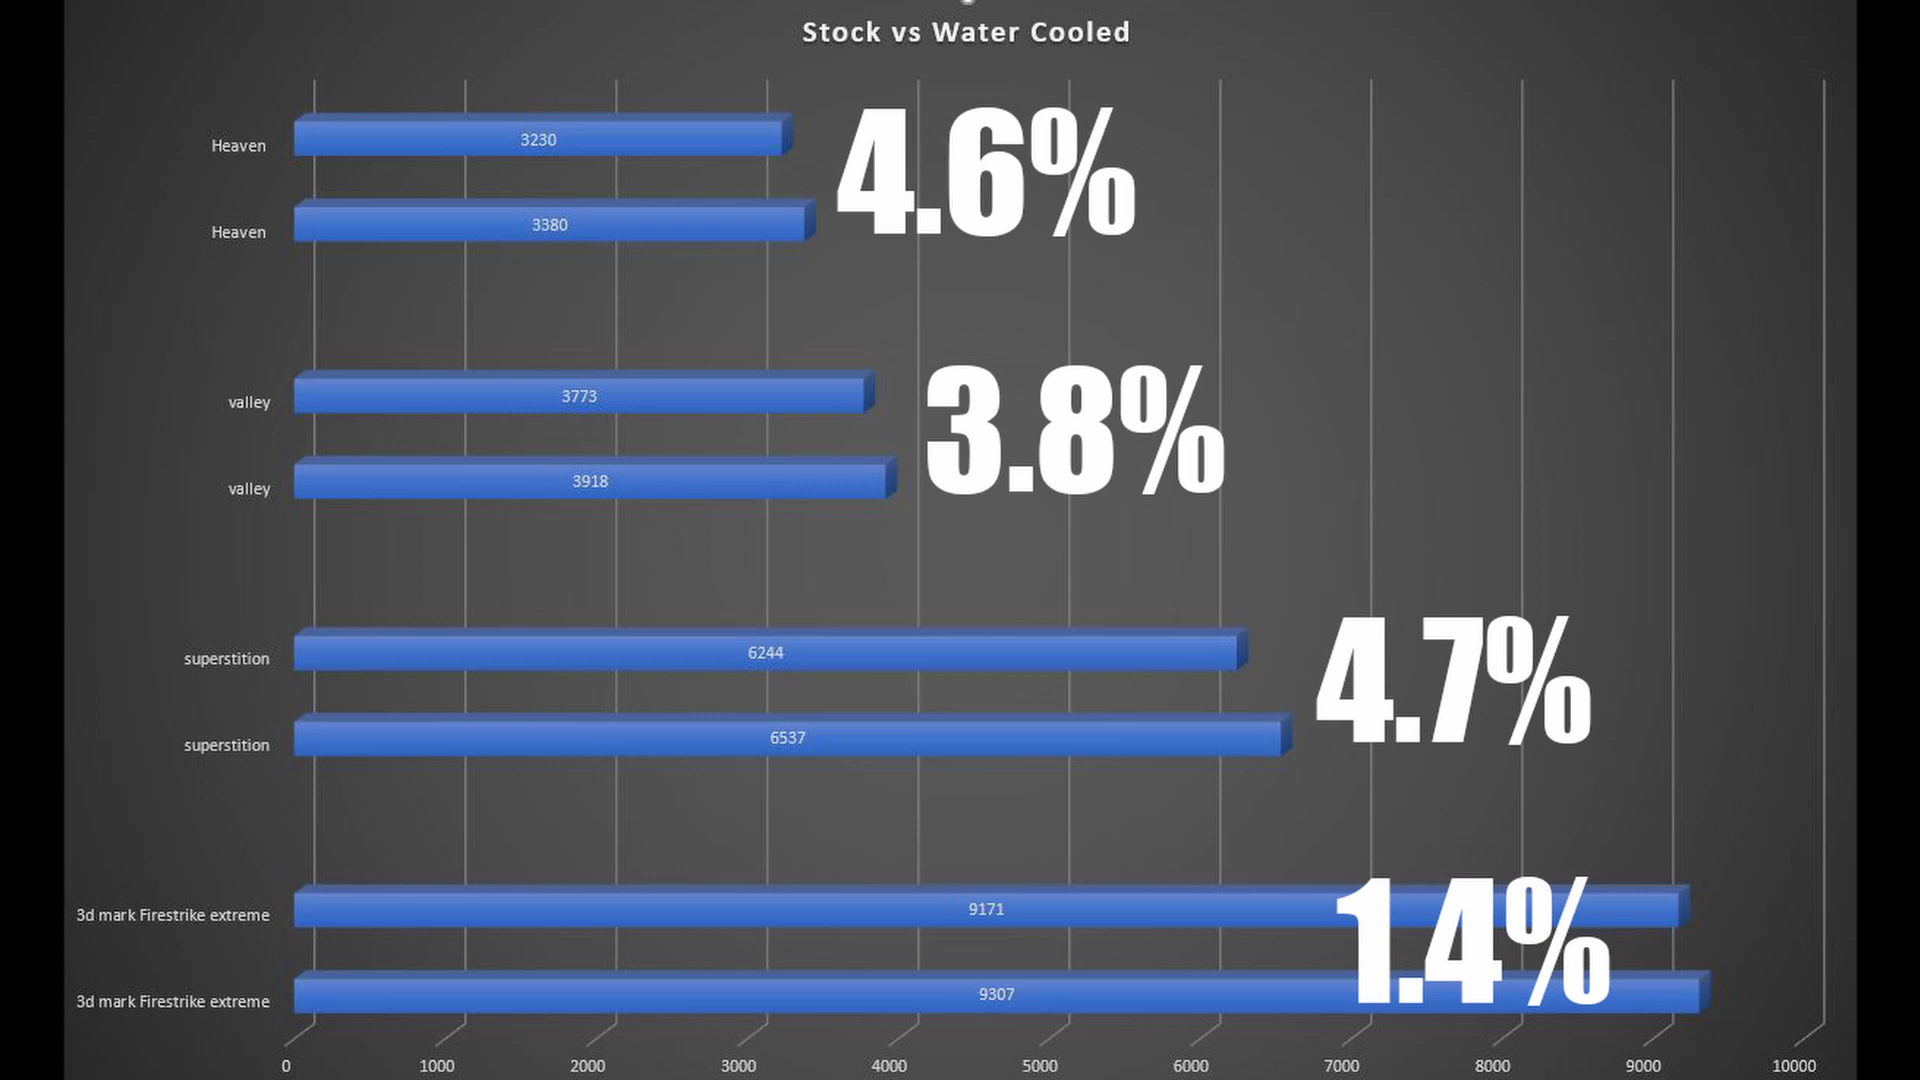 Stock vs Water Cooled
Heaven 3230
4.6%
Heaven 3380
valley 3773
3.8%
valley 3918
superstition 6244
4.7%
superstition 6537
3d mark Firestrike extreme 9171
1.4%
3d mark Firestrike extreme 9307
0 1000 2000 3000 4000 5000 6000 7000 8000 9000 10000